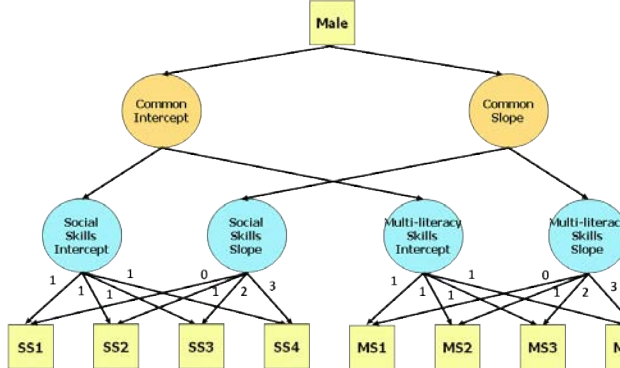 Male
Common
Intercept
Common
Slope
Social
Skills
Intercept
Social
Skills
Slope
Multi-literacy
Skills
Intercept
Multi-literac
Skills
Slope
1 1 1 1 0 1 2 3
1 1 1 1 0 1 2 3
SS1 SS2 SS3 SS4 MS1 MS2 MS3 M